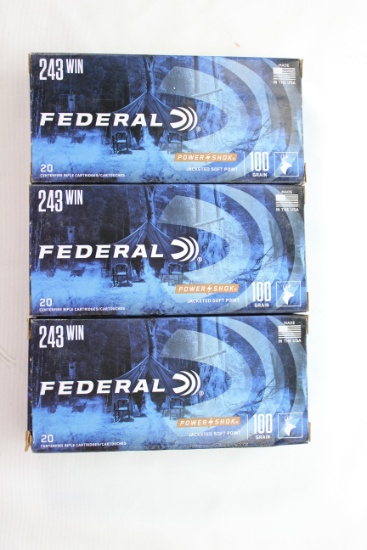 243 WIN
MADE
IN THE USA
FEDERAL®
POWER+SHOK®
20
CENTERFIRE RIFLE CARTRIDGES/CARTOUCHES
JACKETED SOFT POINT
100
GRAIN
243 WIN
MADE
IN THE USA
FEDERAL®
POWER+SHOK®
20
CENTERFIRE RIFLE CARTRIDGES/CARTOUCHES
JACKETED SOFT POINT
100
GRAIN
243 WIN
MADE
IN THE USA
FEDERAL®
POWER+SHOK®
20
CENTERFIRE RIFLE CARTRIDGES/CARTOUCHES
JACKETED SOFT POINT
100
GRAIN